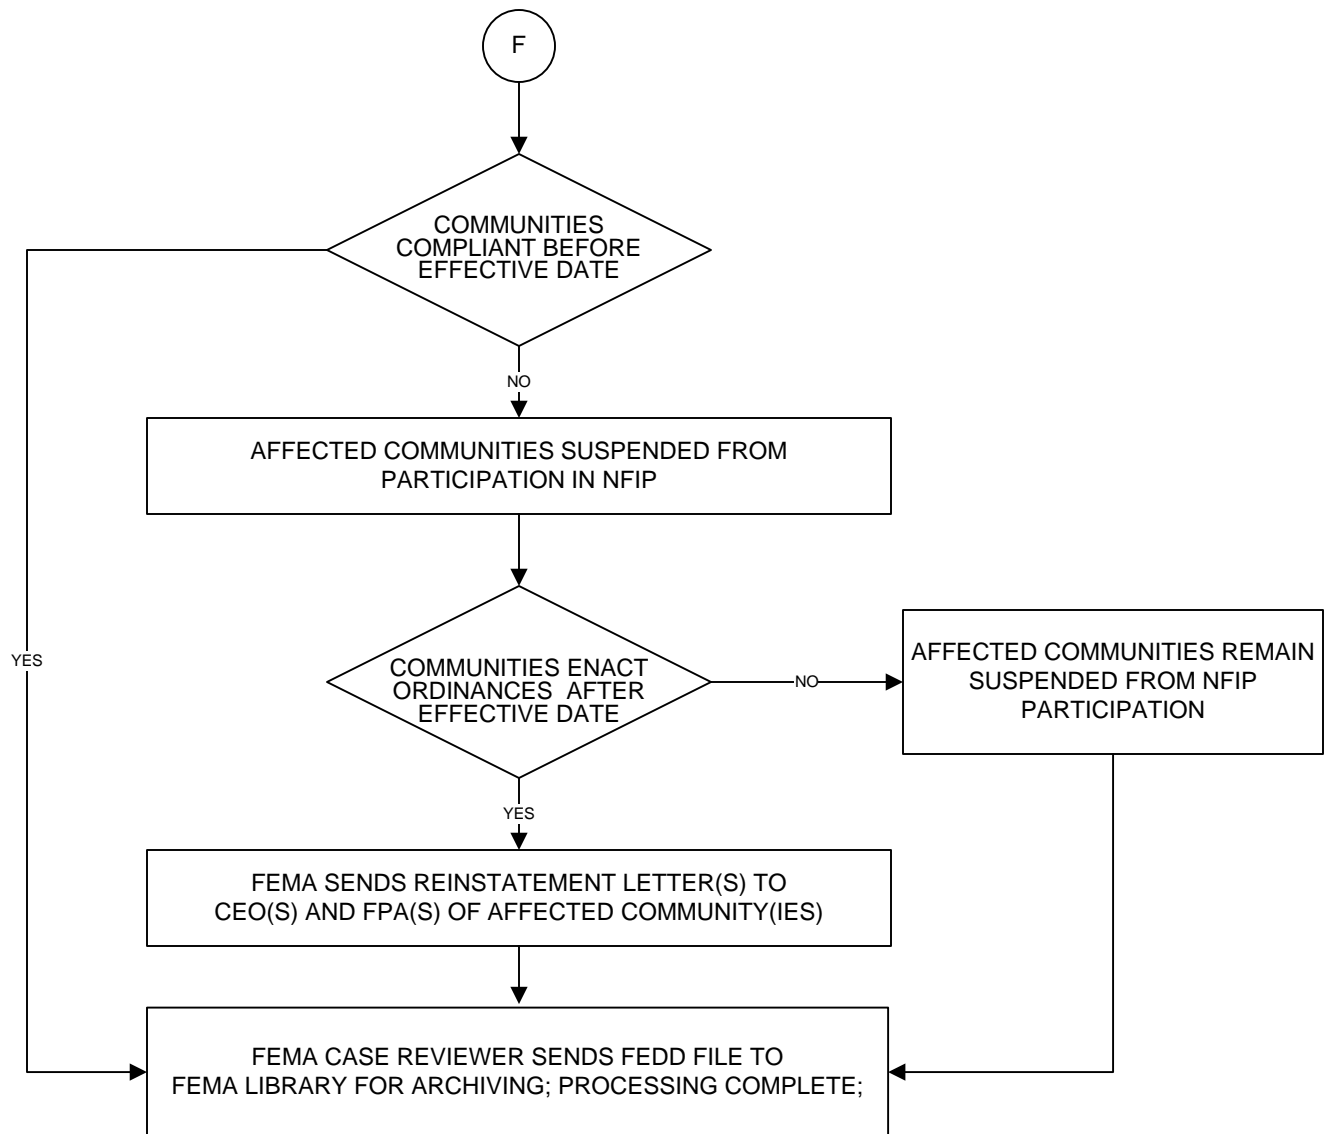 F
COMMUNITIES
COMPLIANT BEFORE
EFFECTIVE DATE
NO
AFFECTED COMMUNITIES SUSPENDED FROM
PARTICIPATION IN NFIP
YES
COMMUNITIES ENACT
ORDINANCES  AFTER
EFFECTIVE DATE
NO
AFFECTED COMMUNITIES REMAIN
SUSPENDED FROM NFIP
PARTICIPATION
YES
FEMA SENDS REINSTATEMENT LETTER(S) TO
CEO(S) AND FPA(S) OF AFFECTED COMMUNITY(IES)
FEMA CASE REVIEWER SENDS FEDD FILE TO
FEMA LIBRARY FOR ARCHIVING; PROCESSING COMPLETE;